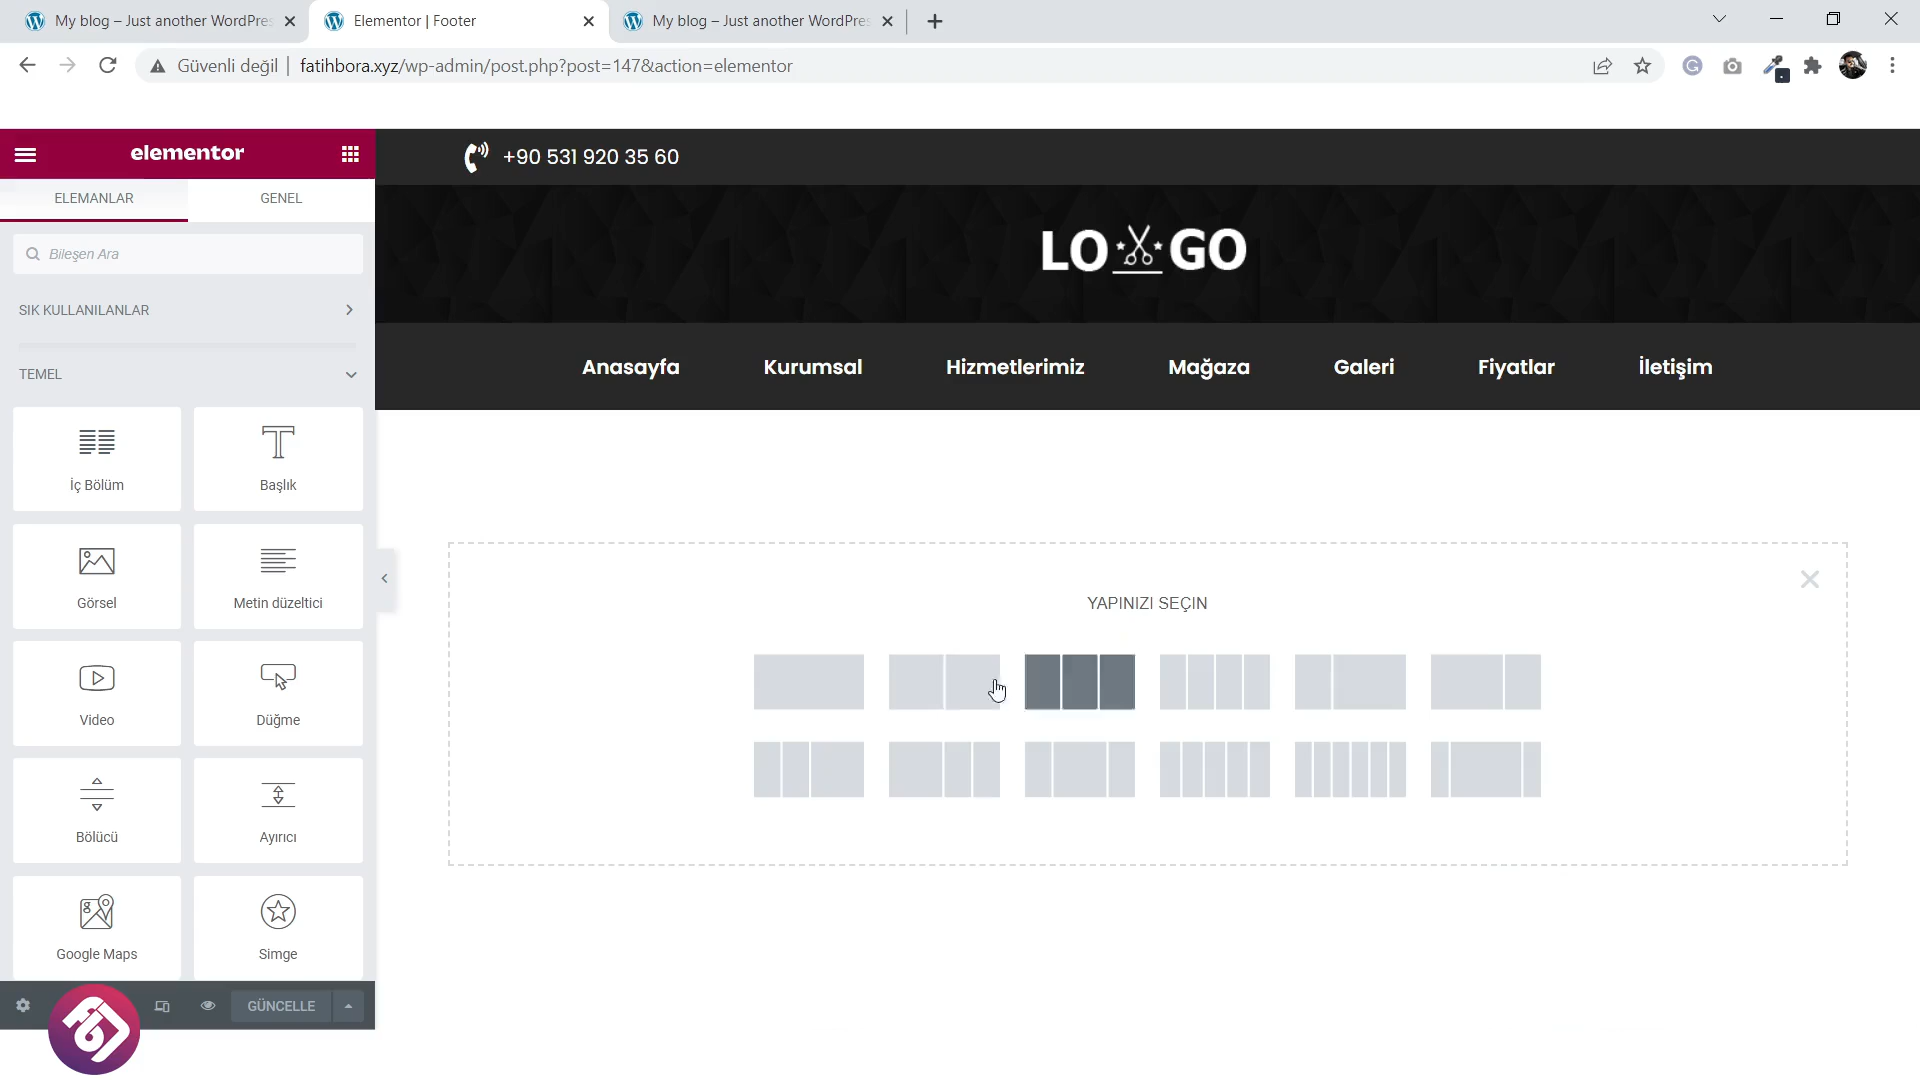 My blog – Just another WordPres
Elementor | Footer
My blog – Just another WordPres
Güvenli değil
fatihbora.xyz/wp-admin/post.php?post=147&action=elementor
elementor
ELEMANLAR
GENEL
Bileşen Ara
SIK KULLANILANLAR
TEMEL
İç Bölüm
Başlık
Görsel
Metin düzeltici
Video
Düğme
Bölücü
Ayırıcı
Google Maps
Simge
GÜNCELLE
+90 531 920 35 60
LO GO
Anasayfa
Kurumsal
Hizmetlerimiz
Mağaza
Galeri
Fiyatlar
İletişim
YAPINIZI SEÇIN